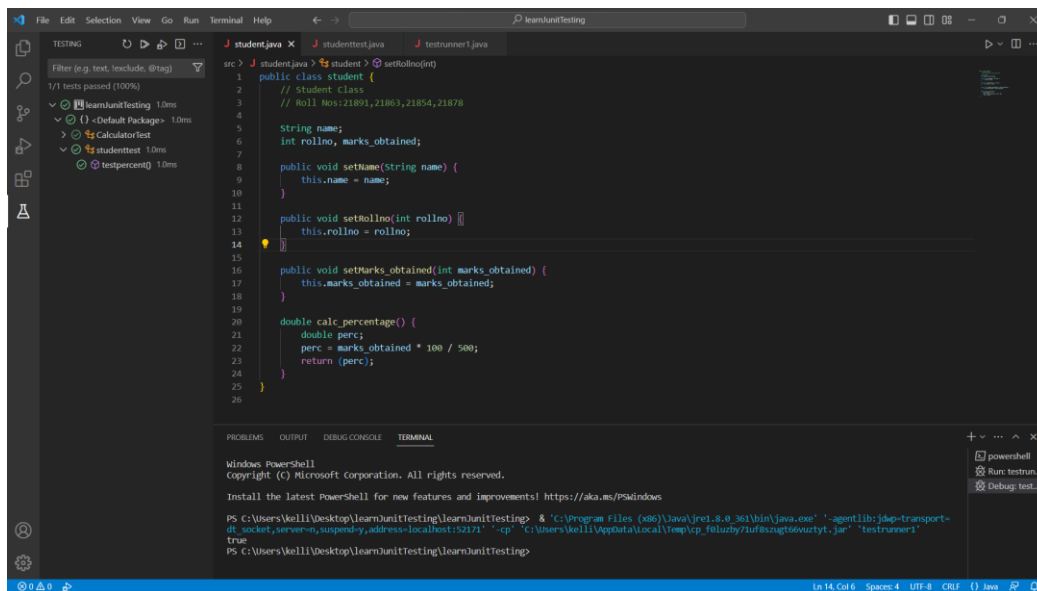 File Edit Selection View Go Run Terminal Help
learnJunitTesting
TESTING
Filter (e.g. text, !exclude, @tag)
1/1 tests passed (100%)
learnJunitTesting 1.0ms
{} <Default Package> 1.0ms
CalculatorTest
studenttest 1.0ms
testpercent() 1.0ms
J student.java X J studenttest.java J testrunner1.java
src > J student.java > student > setRollno(int)
1 public class student {
2 // Student Class
3 // Roll Nos:21891,21863,21854,21878
4
5 String name;
6 int rollno, marks_obtained;
7
8 public void setName(String name) {
9 this.name = name;
10 }
11
12 public void setRollno(int rollno) {
13 this.rollno = rollno;
14 }
15
16 public void setMarks_obtained(int marks_obtained) {
17 this.marks_obtained = marks_obtained;
18 }
19
20 double calc_percentage() {
21 double perc;
22 perc = marks_obtained * 100 / 500;
23 return (perc);
24 }
25 }
26
PROBLEMS OUTPUT DEBUG CONSOLE TERMINAL
powershell
Run: testrun...
Debug: test...
Windows PowerShell
Copyright (C) Microsoft Corporation. All rights reserved.
Install the latest PowerShell for new features and improvements! https://aka.ms/PSWindows
PS C:\Users\kelli\Desktop\learnJunitTesting\learnJunitTesting> & 'C:\Program Files (x86)\Java\jre1.8.0_361\bin\java.exe' '-agentlib:jdwp=transport=
dt_socket,server=n,suspend=y,address=localhost:52171' '-cp' 'C:\Users\kelli\AppData\Local\Temp\cp_f0luzby71uf8szugt66vuztyt.jar' 'testrunner1'
true
PS C:\Users\kelli\Desktop\learnJunitTesting\learnJunitTesting>
0 0 Ln 14, Col 6 Spaces: 4 UTF-8 CRLF {} Java